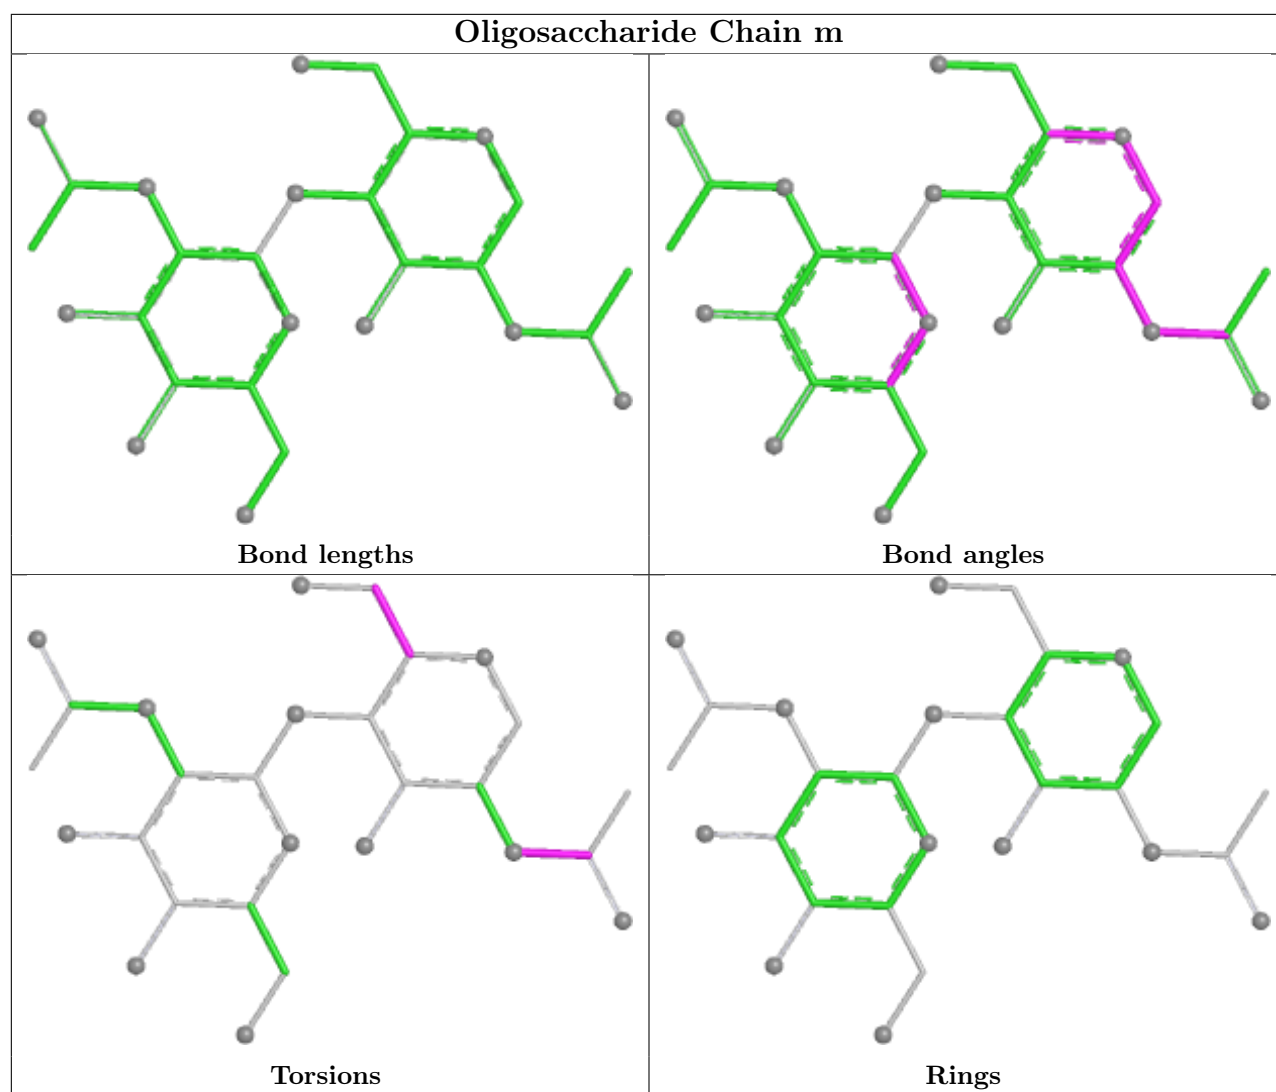 Oligosaccharide Chain m
Bond lengths
Bond angles
Torsions
Rings